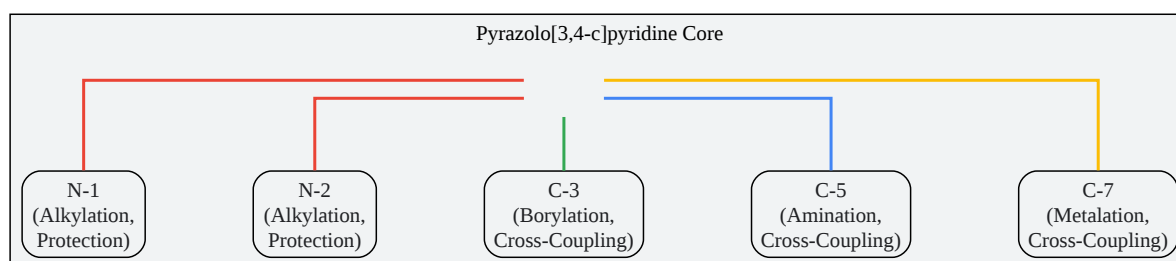 Pyrazolo[3,4-c]pyridine Core
N-1
(Alkylation,
Protection)
N-2
(Alkylation,
Protection)
C-3
(Borylation,
Cross-Coupling)
C-5
(Amination,
Cross-Coupling)
C-7
(Metalation,
Cross-Coupling)